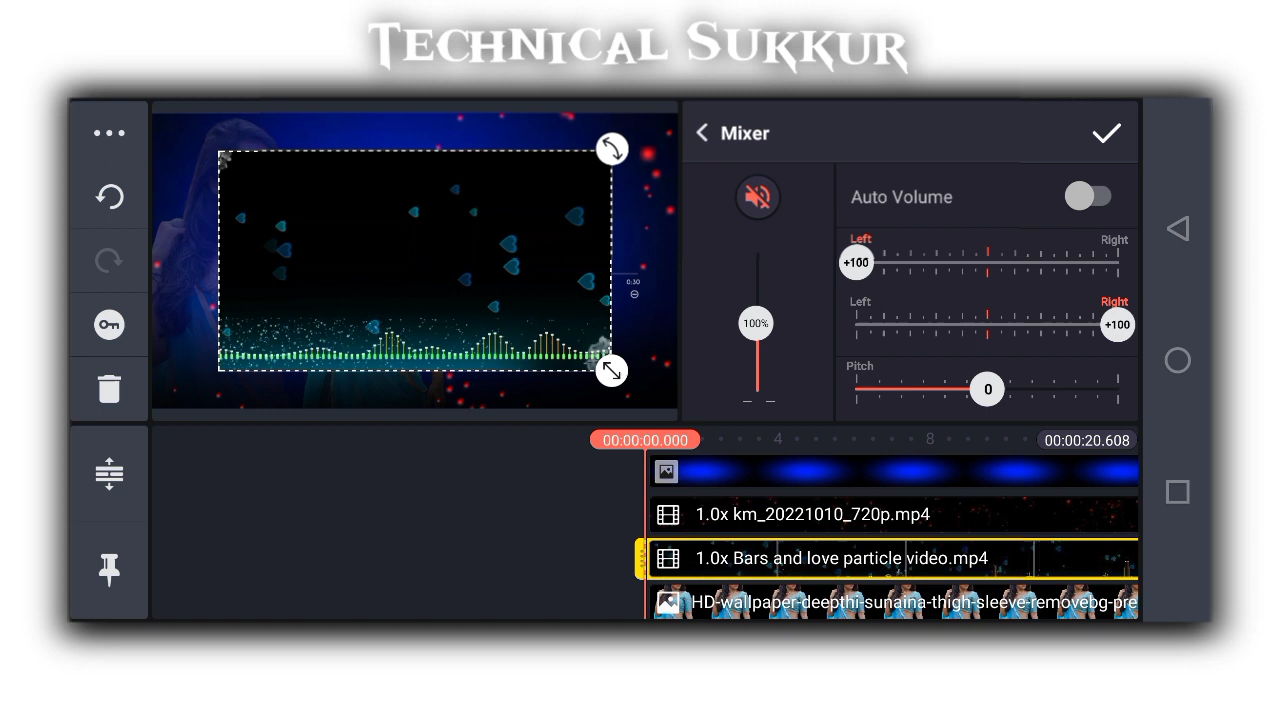 Technical Sukkur
Mixer
Auto Volume
Left
Right
+100
Left
Right
+100
100%
Pitch
0
0:30
00:00:00.000
4
8
00:00:20.608
1.0x km_20221010_720p.mp4
1.0x Bars and love particle video.mp4
HD-wallpaper-deepthi-sunaina-thigh-sleeve-removebg-pre